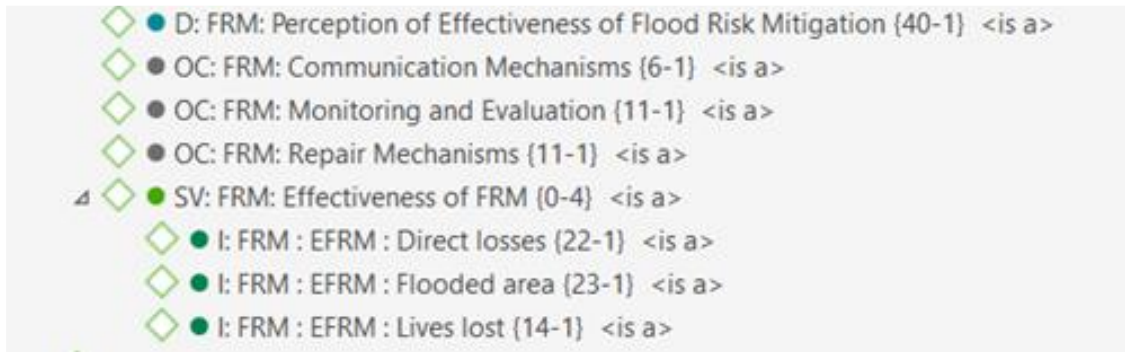 D: FRM: Perception of Effectiveness of Flood Risk Mitigation {40-1} <is a>
OC: FRM: Communication Mechanisms {6-1} <is a>
OC: FRM: Monitoring and Evaluation {11-1} <is a>
OC: FRM: Repair Mechanisms {11-1} <is a>
SV: FRM: Effectiveness of FRM {0-4} <is a>
I: FRM : EFRM : Direct losses {22-1} <is a>
I: FRM : EFRM : Flooded area {23-1} <is a>
I: FRM : EFRM : Lives lost {14-1} <is a>